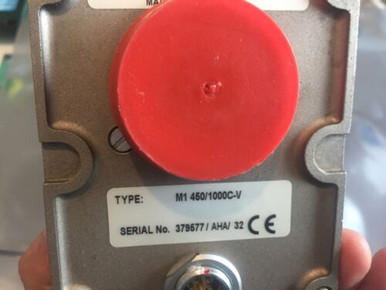 TYPE: M1 450/1000C-V
SERIAL No. 379577 / AHA/ 32 CE